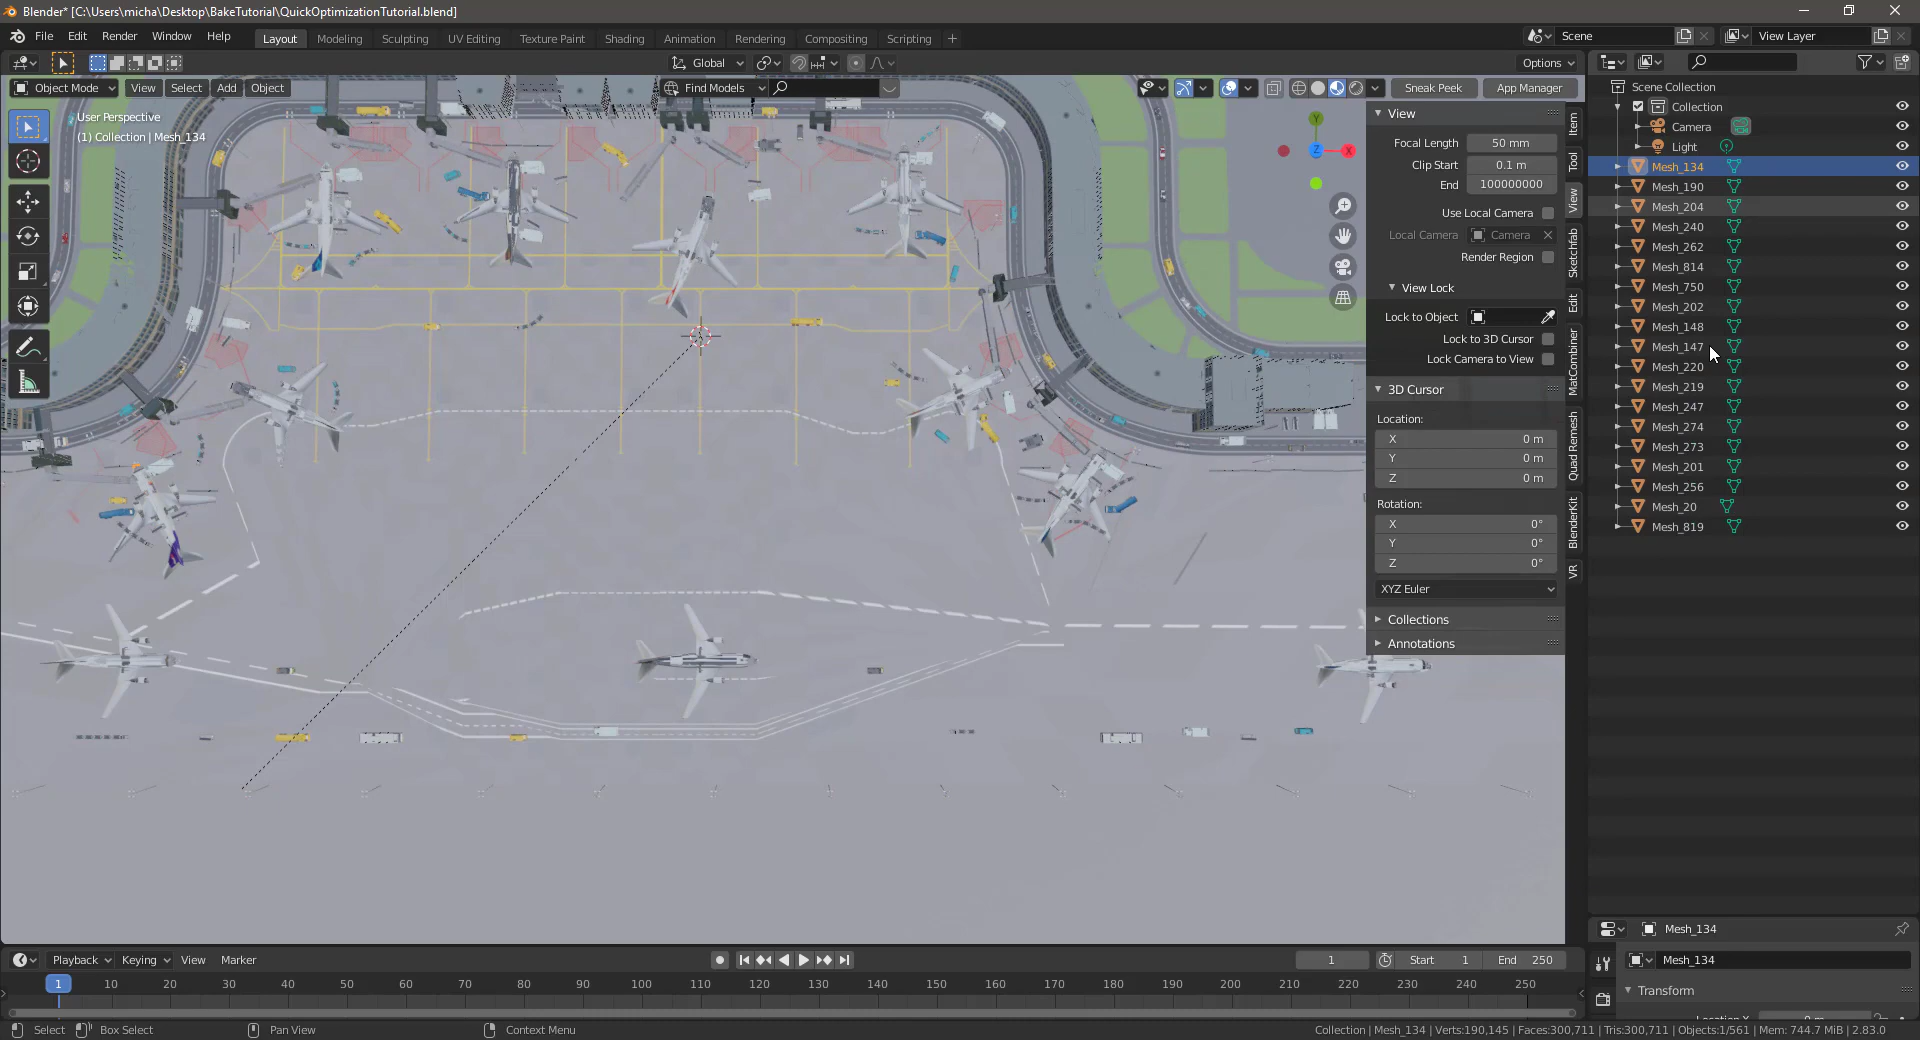 Blender* [C:\Users\micha\Desktop\BakeTutorial\QuickOptimizationTutorial.blend]
File Edit Render Window Help
Layout Modeling Sculpting UV Editing Texture Paint Shading Animation Rendering Compositing Scripting +
Scene
View Layer
Global
Options
Object Mode View Select Add Object
Find Models
Sneak Peek
App Manager
User Perspective
(1) Collection | Mesh_134
Y
Z
X
View
Focal Length 50 mm
Clip Start 0.1 m
End 100000000
Use Local Camera
Local Camera Camera
Render Region
View Lock
Lock to Object
Lock to 3D Cursor
Lock Camera to View
3D Cursor
Location:
X 0 m
Y 0 m
Z 0 m
Rotation:
X 0°
Y 0°
Z 0°
XYZ Euler
Collections
Annotations
Item
Tool
View
Sketchfab
Edit
MatCombiner
Quad Remesh
BlenderKit
VR
Scene Collection
Collection
Camera
Light
Mesh_134
Mesh_190
Mesh_204
Mesh_240
Mesh_262
Mesh_814
Mesh_750
Mesh_202
Mesh_148
Mesh_147
Mesh_220
Mesh_219
Mesh_247
Mesh_274
Mesh_273
Mesh_201
Mesh_256
Mesh_20
Mesh_819
Mesh_134
Mesh_134
Transform
Playback Keying View Marker
1 Start 1 End 250
1 10 20 30 40 50 60 70 80 90 100 110 120 130 140 150 160 170 180 190 200 210 220 230 240 250
Select Box Select Pan View Context Menu
Collection | Mesh_134 | Verts:190,145 | Faces:300,711 | Tris:300,711 | Objects:1/561 | Mem: 744.7 MiB | 2.83.0